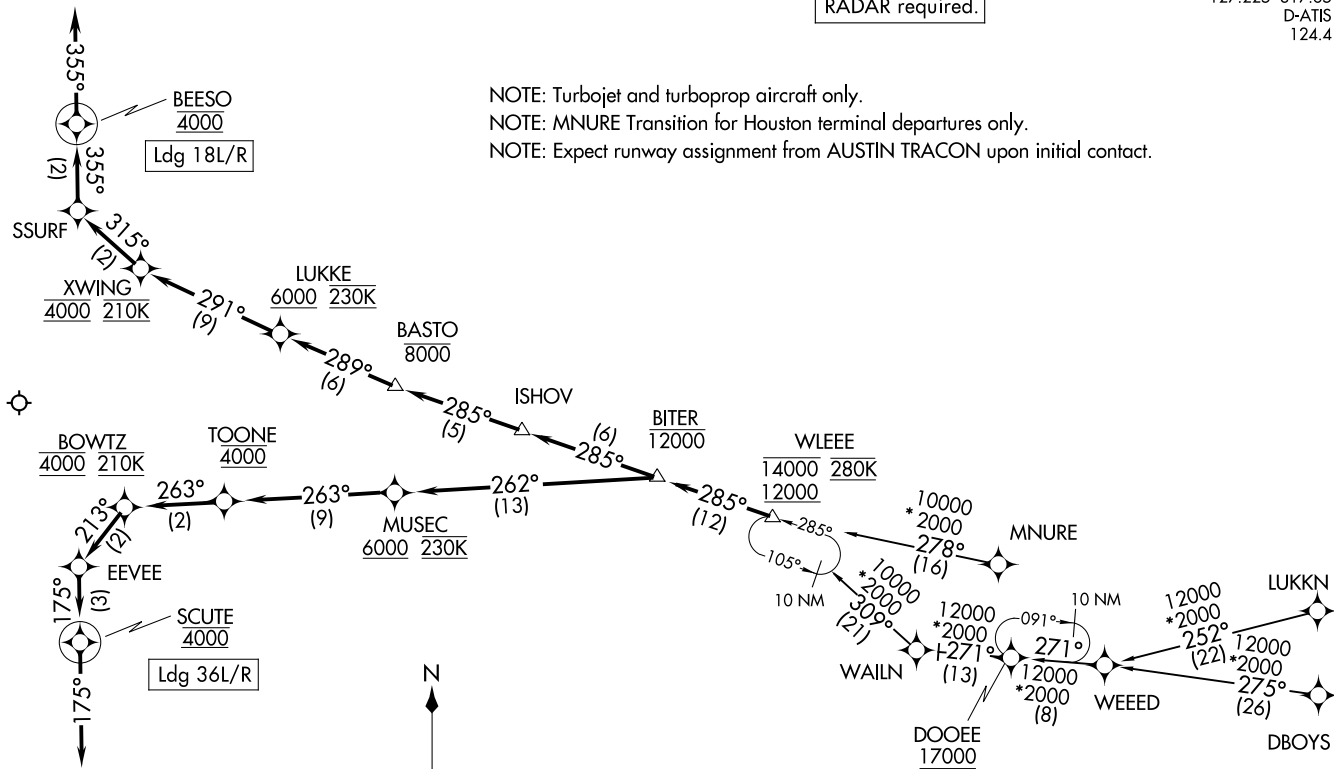 RADAR required.
D-ATIS
124.4
NOTE: Turbojet and turboprop aircraft only.
NOTE: MNURE Transition for Houston terminal departures only.
NOTE: Expect runway assignment from AUSTIN TRACON upon initial contact.
355°
BEESO
4000
Ldg 18L/R
355°
(2)
SSURF
315°
(2)
XWING
4000 210K
291°
(9)
LUKKE
6000 230K
289°
(6)
BASTO
8000
285°
(5)
ISHOV
(6)
285°
BITER
12000
WLEEE
14000 280K
12000
285°
(12)
285°
105°
10 NM
10000
*2000
278°
(16)
MNURE
BOWTZ
4000 210K
TOONE
4000
263°
(2)
263°
(9)
MUSEC
6000 230K
262°
(13)
213°
(2)
EEVEE
175°
(3)
SCUTE
4000
Ldg 36L/R
175°
N
10000
*2000
309°
(21)
WAILN
12000
*2000
271°
(13)
091°
10 NM
271°
12000
*2000
(8)
DOOEE
17000
WEEED
12000
*2000
252°
(22)
LUKKN
12000
*2000
275°
(26)
DBOYS